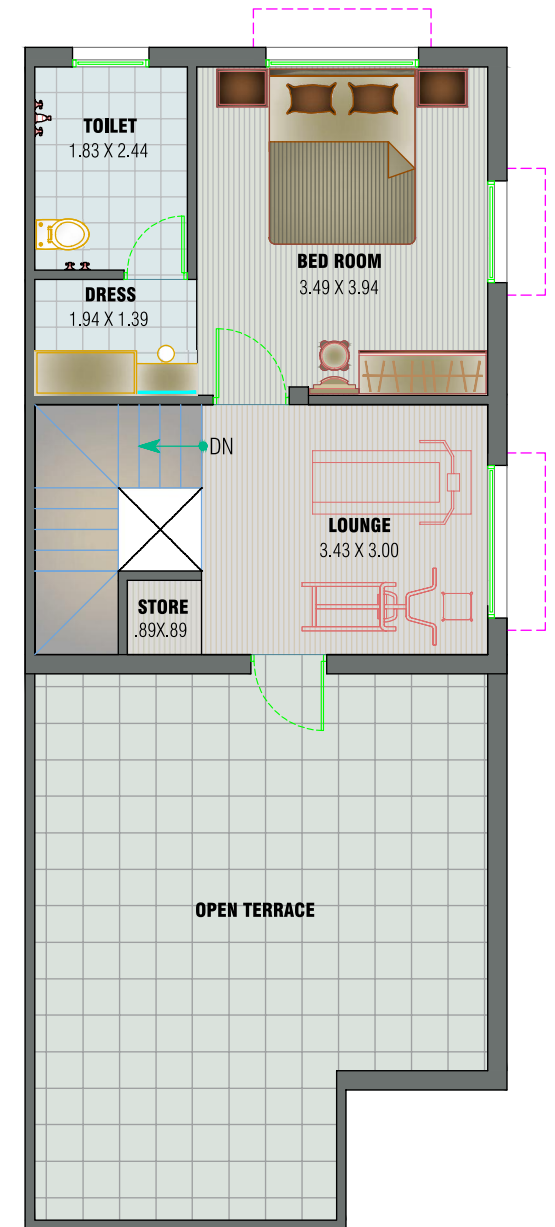 TOILET
1.83 X 2.44
BED ROOM
3.49 X 3.94
DRESS
1.94 X 1.39
DN
LOUNGE
3.43 X 3.00
STORE
.89X.89
OPEN TERRACE